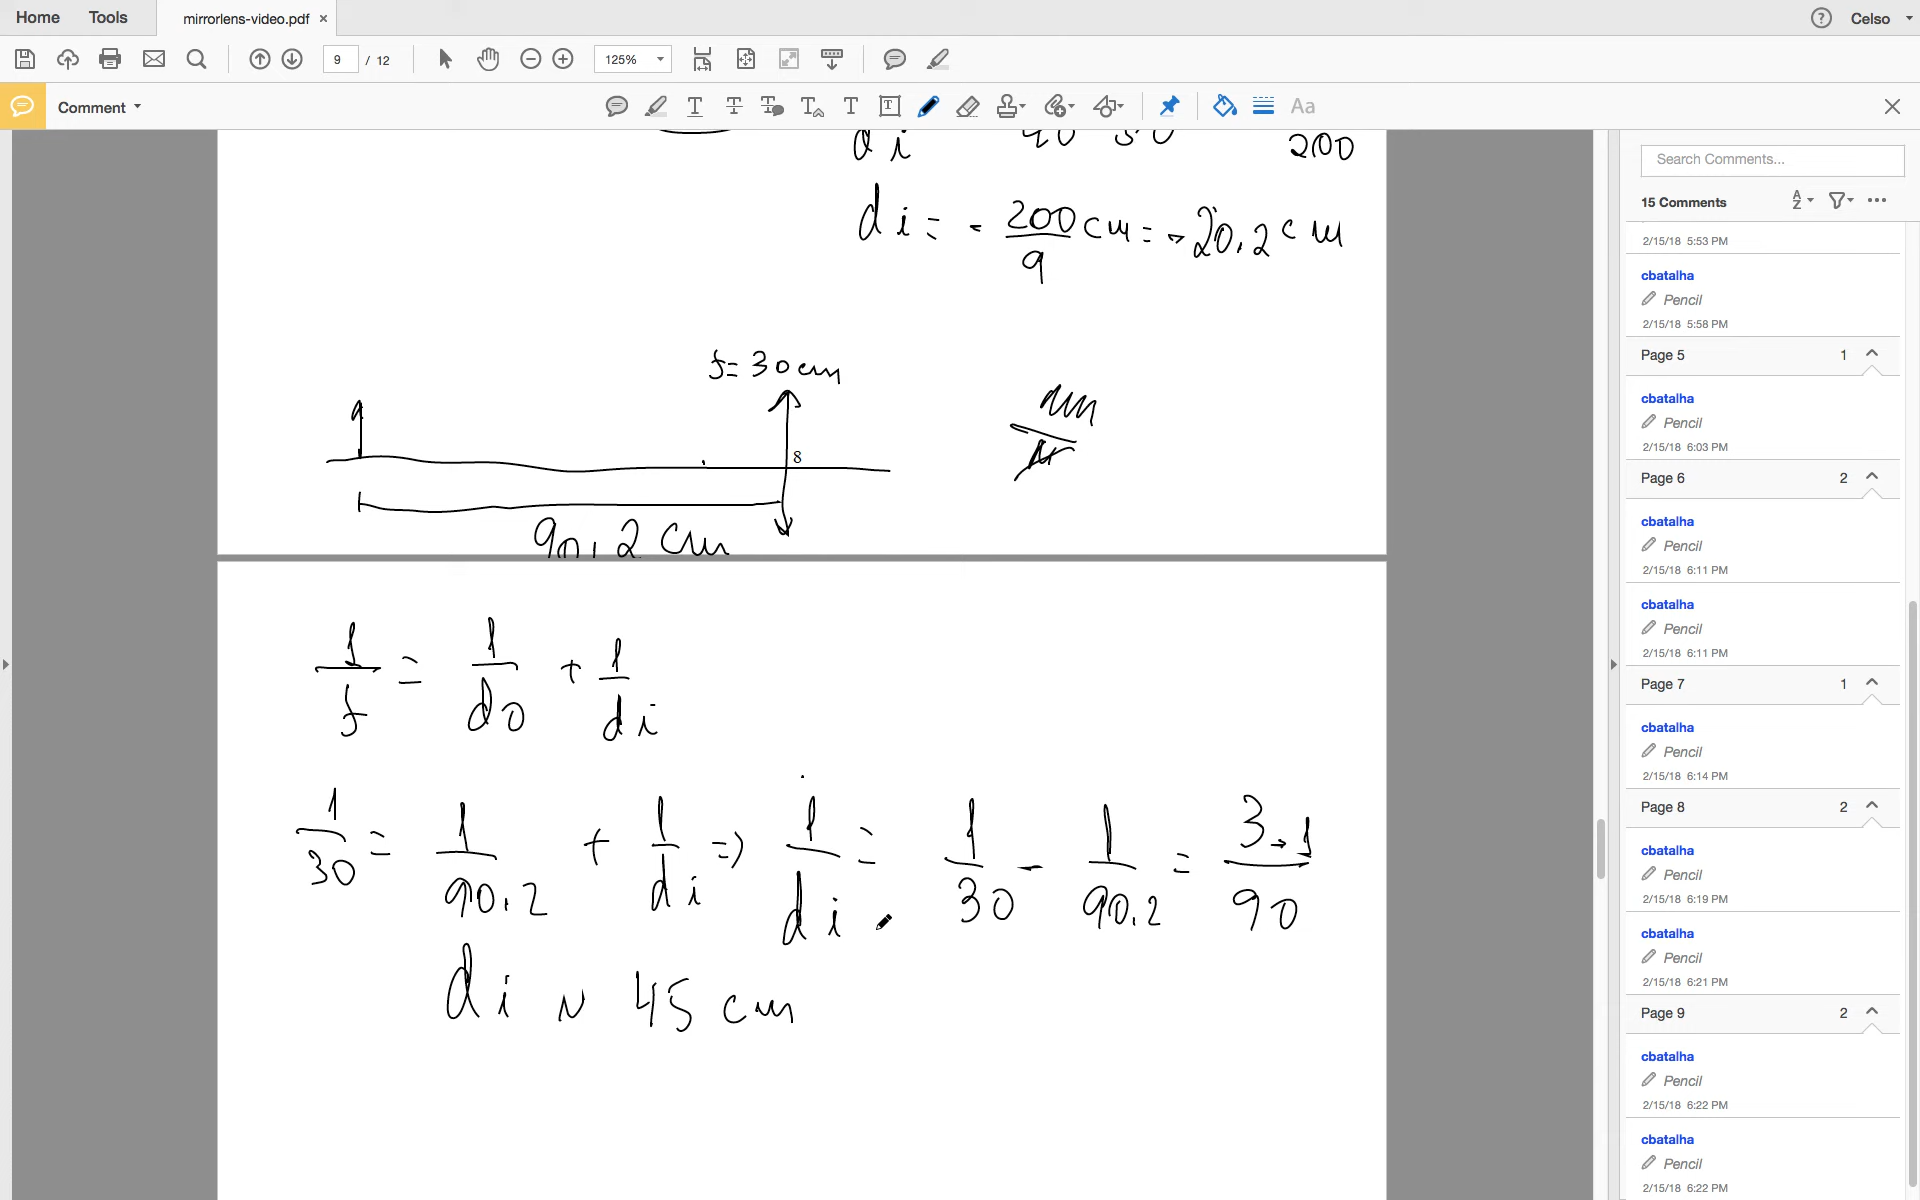 Home Tools mirrorlens-video.pdf × Celso
9 / 12 125%
Comment Aa
Search Comments...
15 Comments
2/15/18 5:53 PM
cbatalha
Pencil
2/15/18 5:58 PM
Page 5 1
cbatalha
Pencil
2/15/18 6:03 PM
Page 6 2
cbatalha
Pencil
2/15/18 6:11 PM
cbatalha
Pencil
2/15/18 6:11 PM
Page 7 1
cbatalha
Pencil
2/15/18 6:14 PM
Page 8 2
cbatalha
Pencil
2/15/18 6:19 PM
cbatalha
Pencil
2/15/18 6:21 PM
Page 9 2
cbatalha
Pencil
2/15/18 6:22 PM
cbatalha
Pencil
2/15/18 6:22 PM
di 200
di = - 200/9 cm = -20.2 cm
f = 30 cm
8
90.2 cm
1/f = 1/do + 1/di
1/30 = 1/90.2 + 1/di => 1/di = 1/30 - 1/90.2 = 3-1/90
di ~ 45 cm